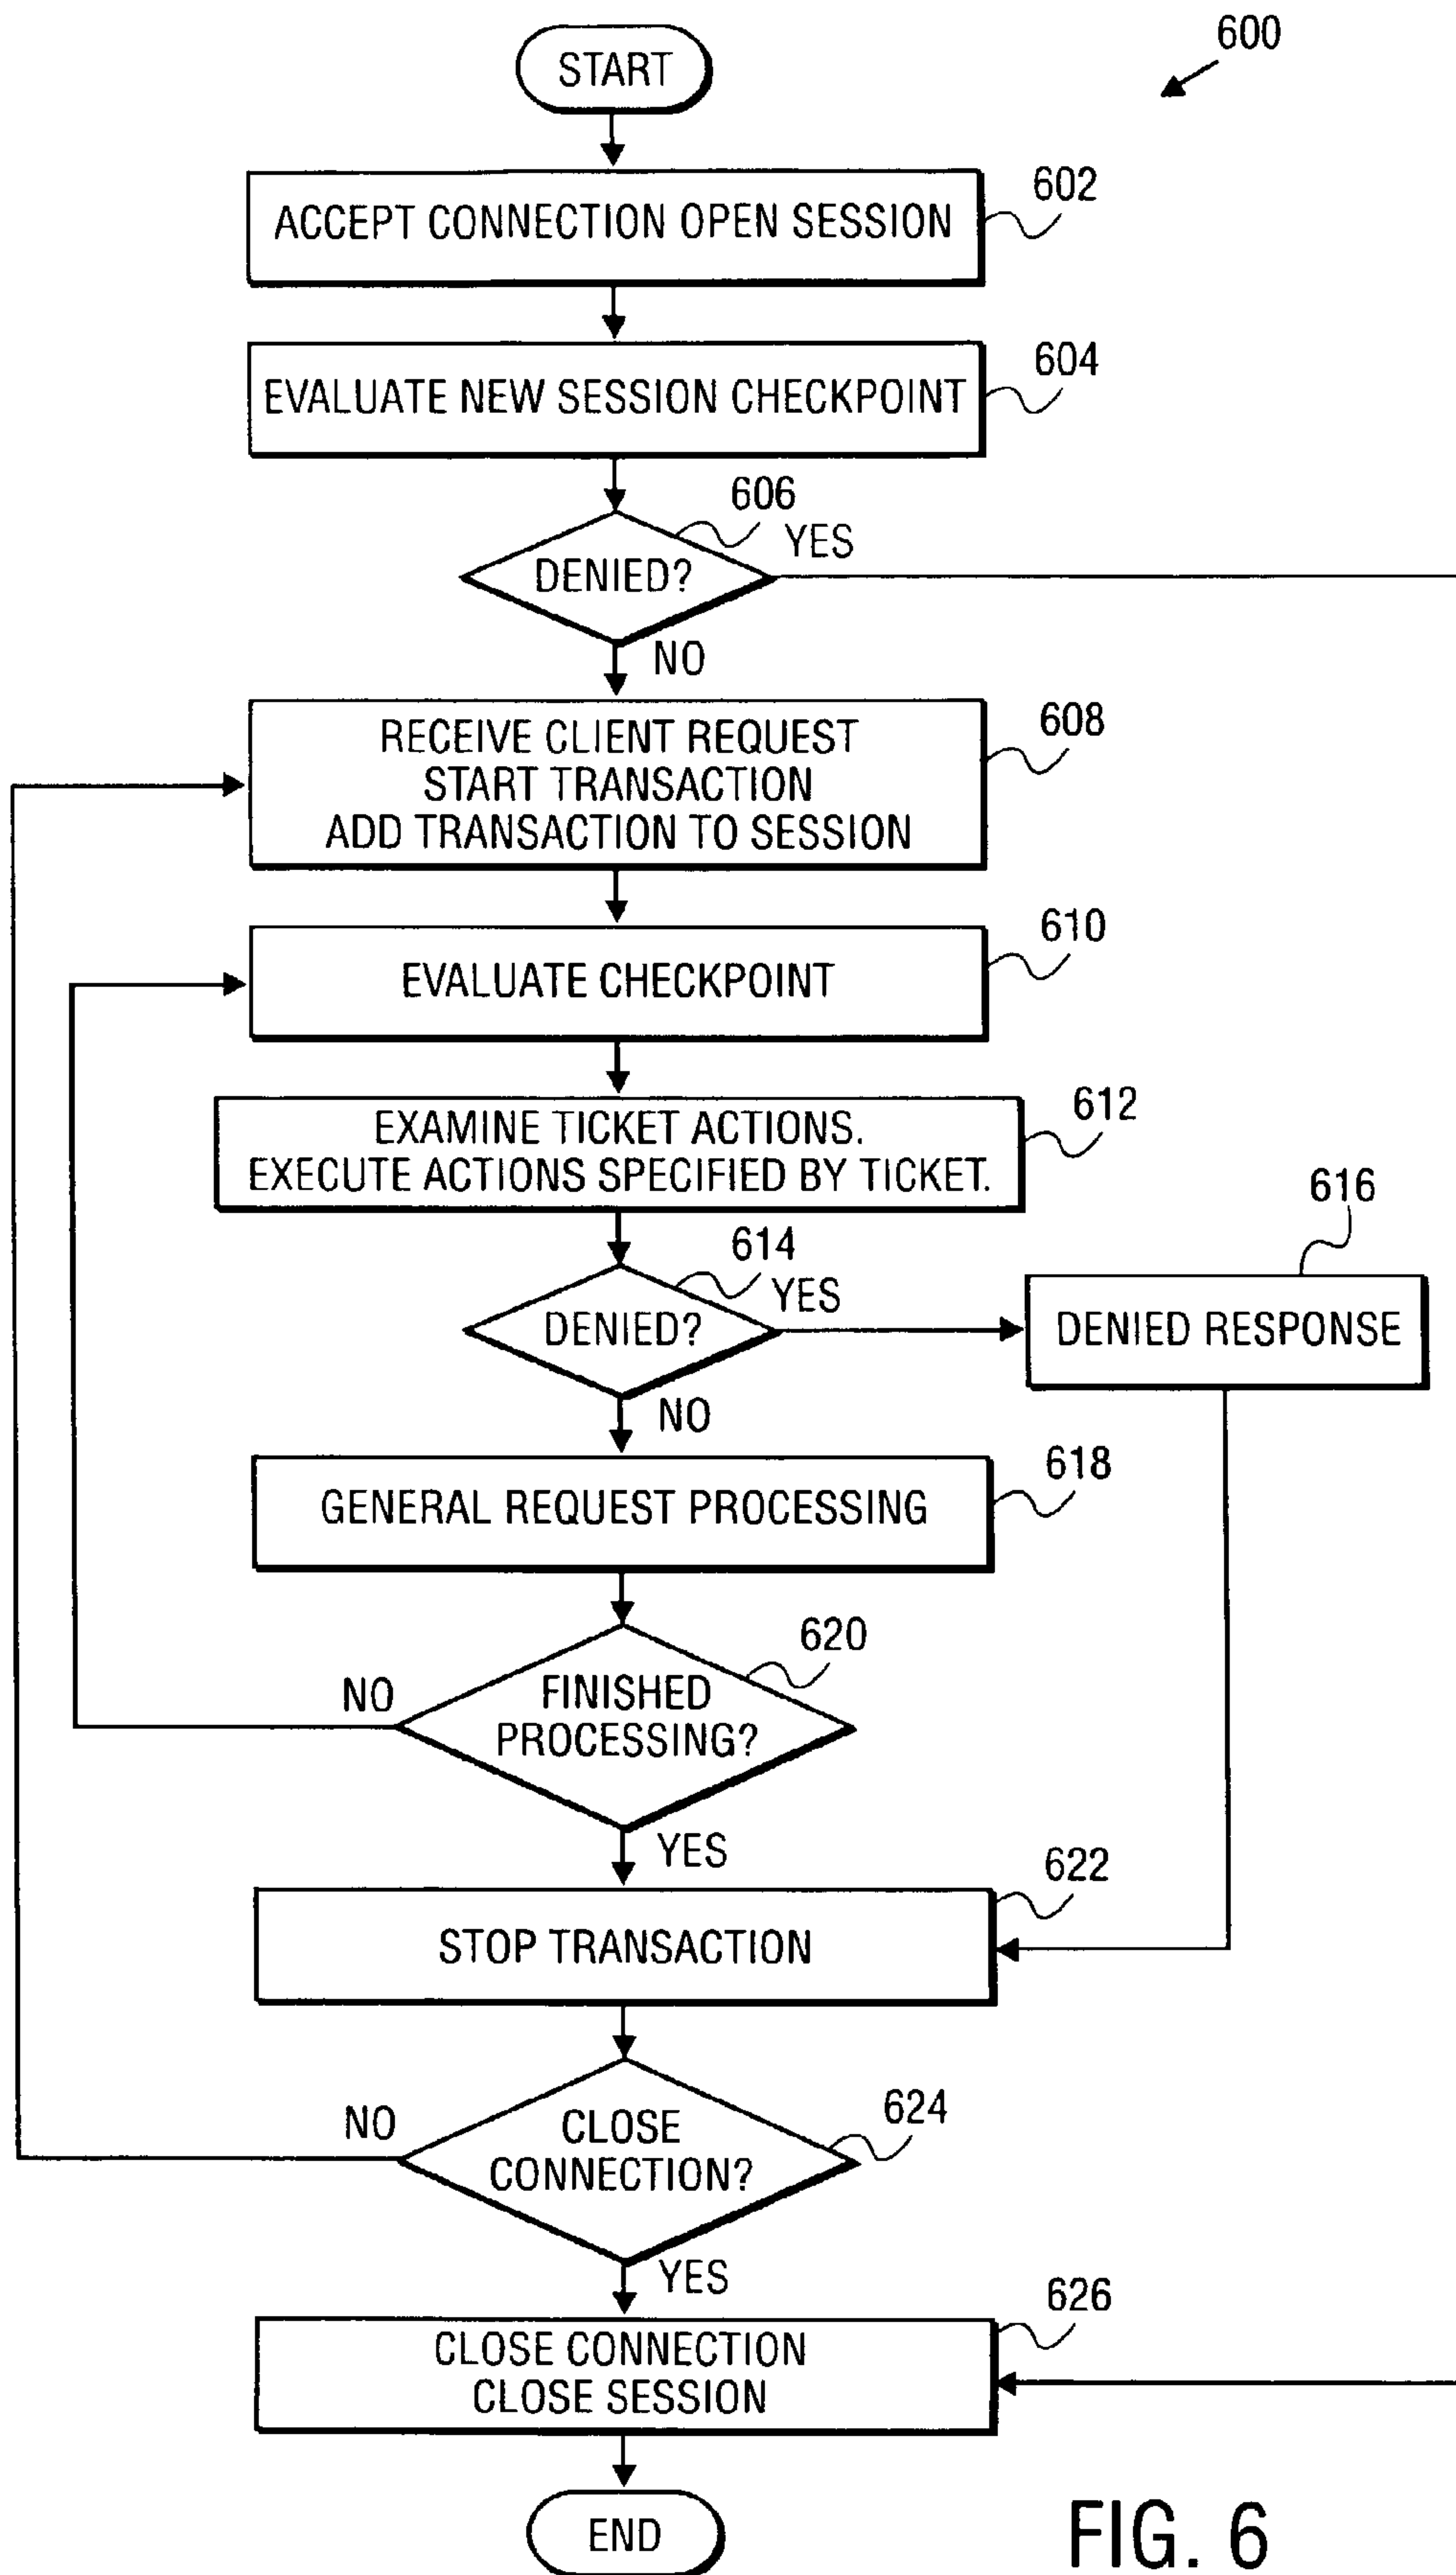 600
START
602
ACCEPT CONNECTION OPEN SESSION
604
EVALUATE NEW SESSION CHECKPOINT
606
YES
DENIED?
NO
608
RECEIVE CLIENT REQUEST
START TRANSACTION
ADD TRANSACTION TO SESSION
610
EVALUATE CHECKPOINT
612
EXAMINE TICKET ACTIONS.
EXECUTE ACTIONS SPECIFIED BY TICKET.
614
YES
616
DENIED?
DENIED RESPONSE
NO
618
GENERAL REQUEST PROCESSING
620
NO
FINISHED
PROCESSING?
YES
622
STOP TRANSACTION
624
NO
CLOSE
CONNECTION?
YES
626
CLOSE CONNECTION
CLOSE SESSION
END
FIG. 6